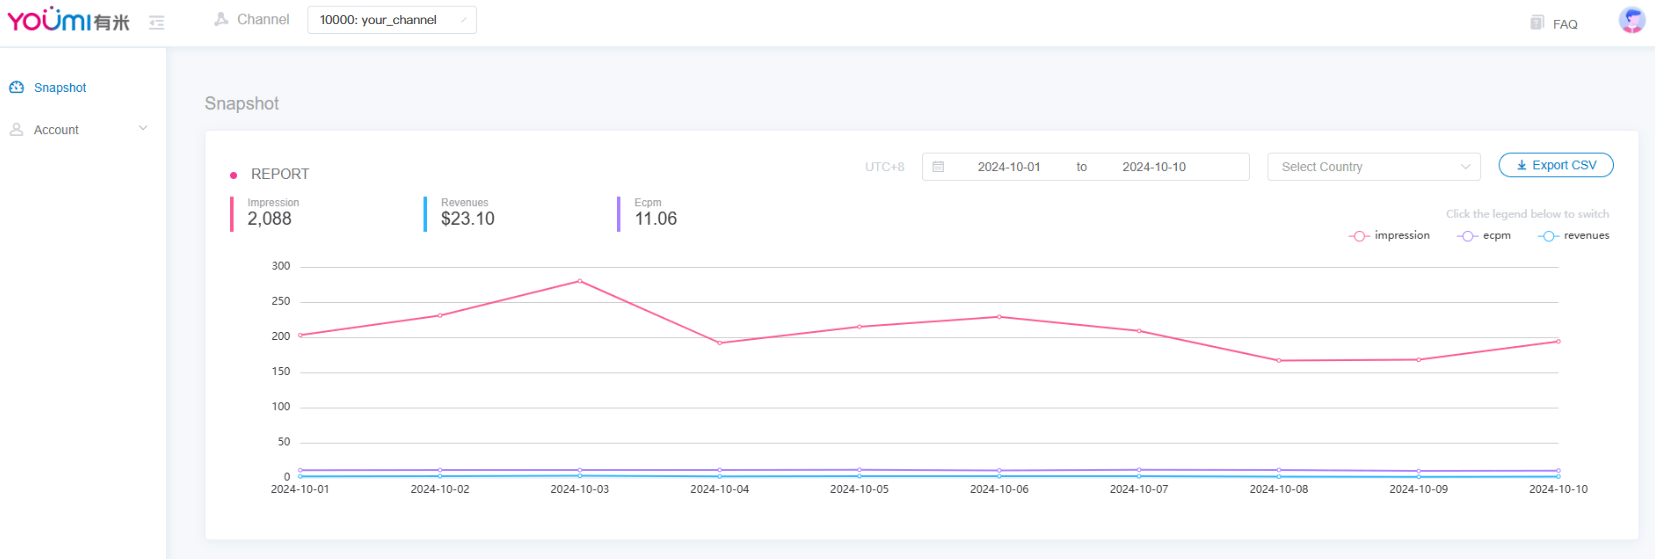 YOÜMI有米
Channel
10000: your_channel
FAQ
Snapshot
Account
Snapshot
REPORT
UTC+8
2024-10-01 to 2024-10-10
Select Country
Export CSV
Impression
2,088
Revenues
$23.10
Ecpm
11.06
Click the legend below to switch
impression ecpm revenues
300
250
200
150
100
50
0
2024-10-01 2024-10-02 2024-10-03 2024-10-04 2024-10-05 2024-10-06 2024-10-07 2024-10-08 2024-10-09 2024-10-10